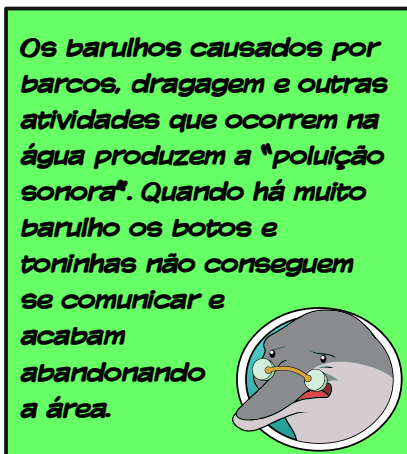 Os barulhos causados por
barcos, dragagem e outras
atividades que ocorrem na
água produzem a "poluição
sonora". Quando há muito
barulho os botos e
toninhas não conseguem
se comunicar e
acabam
abandonando
a área.